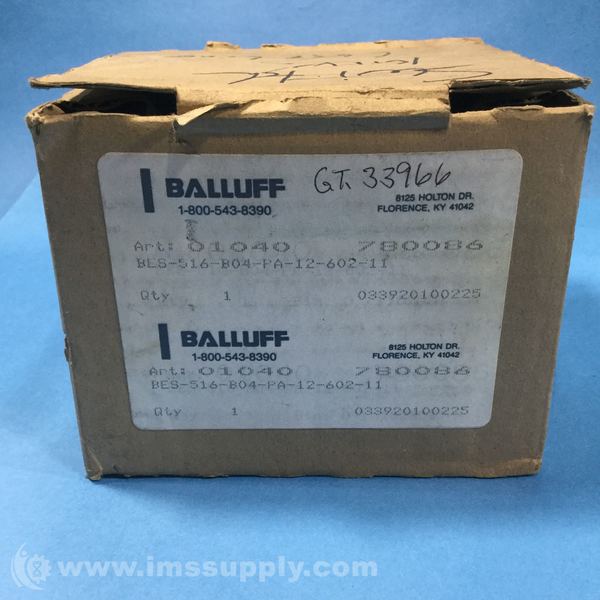 BALLUFF GT. 33966
1-800-543-8390
8125 HOLTON DR.
FLORENCE, KY 41042
Art: 01040 780086
BES-516-B04-PA-12-602-11
Qty 1 033920100225
BALLUFF
1-800-543-8390
8125 HOLTON DR.
FLORENCE, KY 41042
Art: 01040 780086
BES-516-B04-PA-12-602-11
Qty 1 033920100225
www.imssupply.com